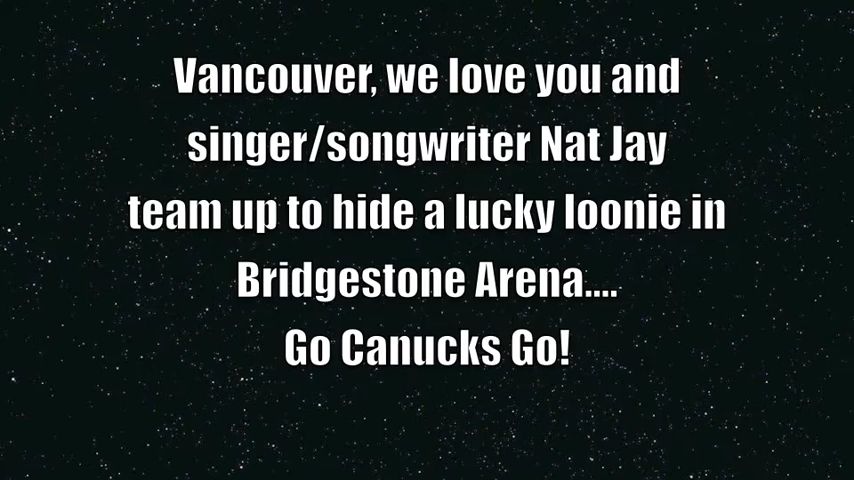 Vancouver, we love you and
singer/songwriter Nat Jay
team up to hide a lucky loonie in
Bridgestone Arena....
Go Canucks Go!